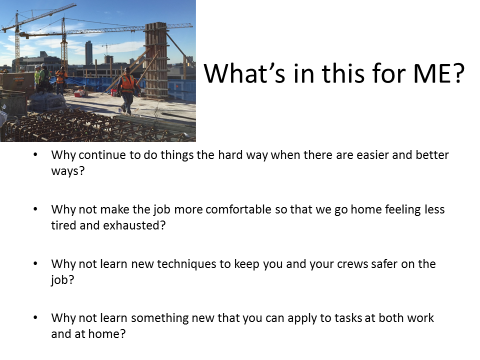 What's in this for ME?
• Why continue to do things the hard way when there are easier and better
ways?
• Why not make the job more comfortable so that we go home feeling less
tired and exhausted?
• Why not learn new techniques to keep you and your crews safer on the
job?
• Why not learn something new that you can apply to tasks at both work
and at home?